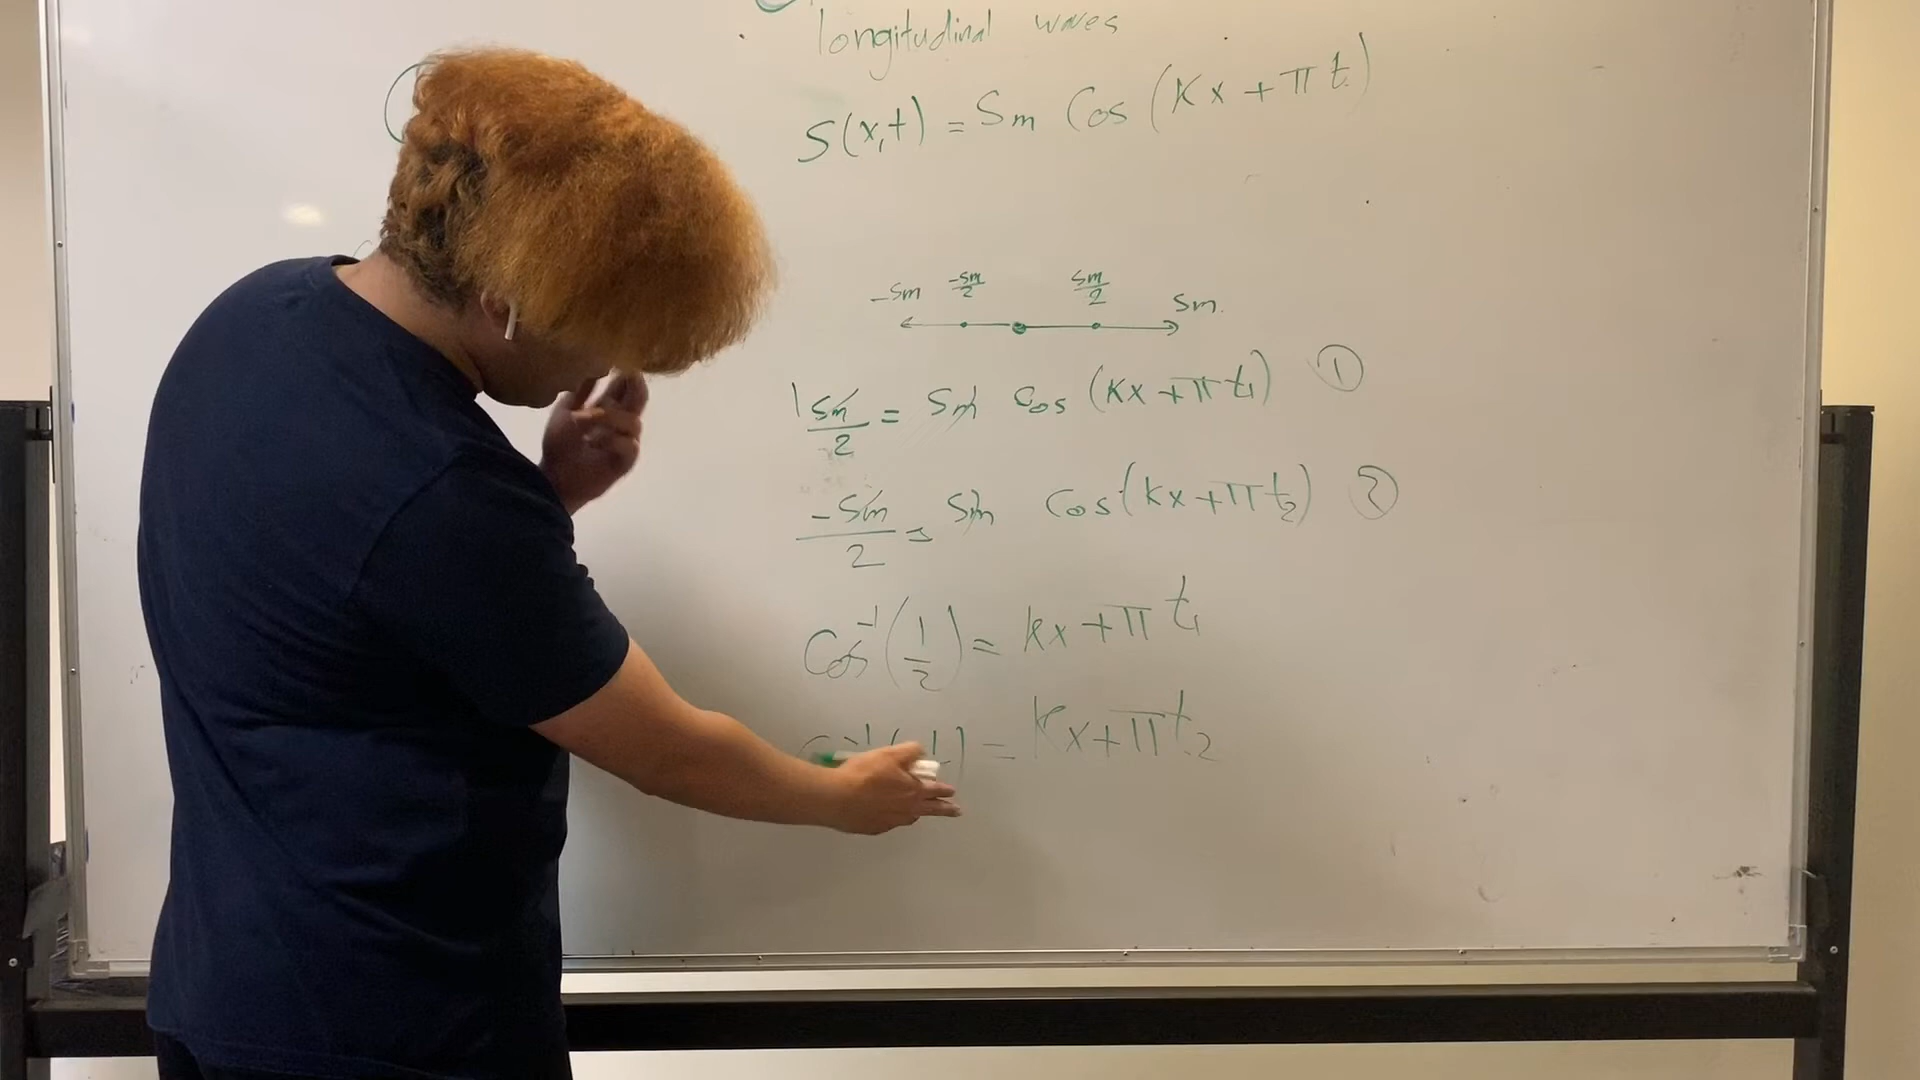 longitudinal waves
S(x,t) = Sm Cos (Kx + π t)
-Sm -Sm/2 Sm/2 Sm.
Sm/2 = Sm cos (Kx + π t₁) ①
-Sm/2 = Sm Cos (Kx + π t₂) ②
Cos⁻¹(1/2) = Kx + π t₁
= Kx + π t₂